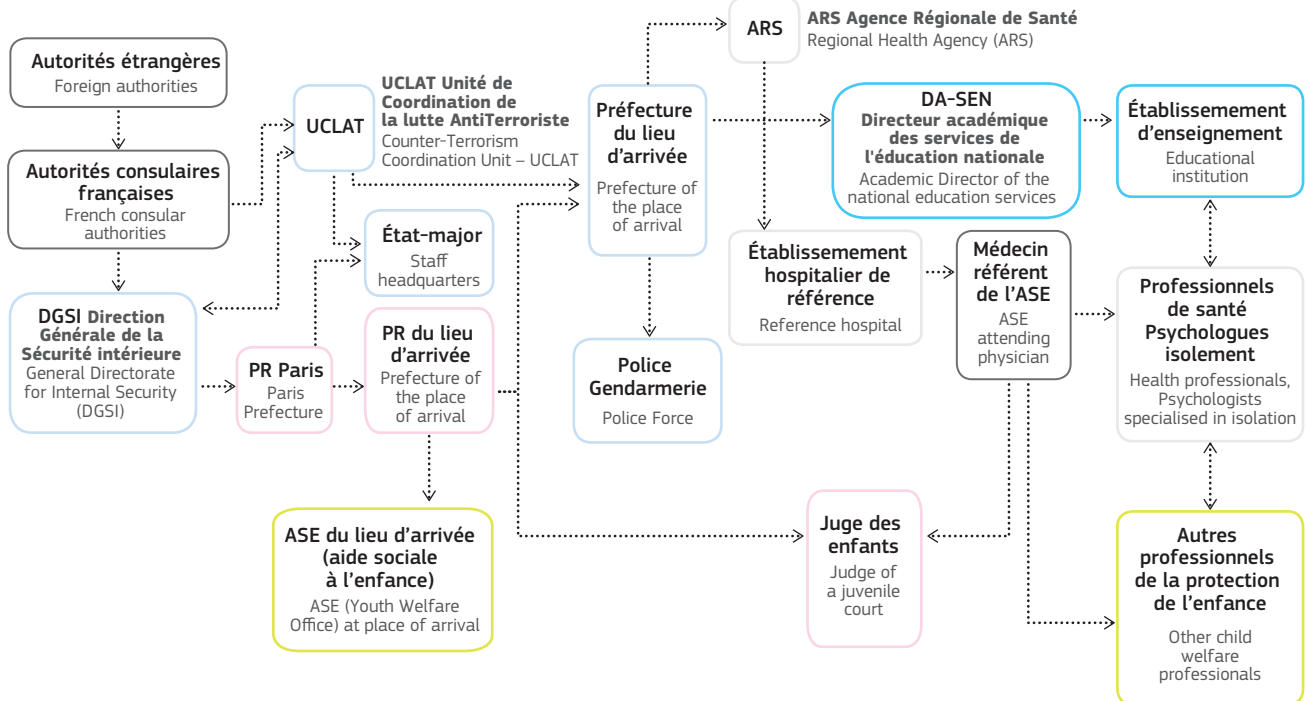 Autorités étrangères
Foreign authorities
Autorités consulaires
françaises
French consular
authorities
DGSI Direction
Générale de la
Sécurité intérieure
General Directorate
for Internal Security
(DGSI)
UCLAT
UCLAT Unité de
Coordination de
la lutte AntiTerroriste
Counter-Terrorism
Coordination Unit – UCLAT
État-major
Staff
headquarters
PR Paris
Paris
Prefecture
PR du lieu
d'arrivée
Prefecture of
the place
of arrival
ASE du lieu d'arrivée
(aide sociale
à l'enfance)
ASE (Youth Welfare
Office) at place of arrival
Préfecture
du lieu
d'arrivée
Prefecture of
the place
of arrival
Police
Gendarmerie
Police Force
ARS
ARS Agence Régionale de Santé
Regional Health Agency (ARS)
DA-SEN
Directeur académique
des services de
l'éducation nationale
Academic Director of the
national education services
Établissemement
d'enseignement
Educational
institution
Établissemement
hospitalier de
référence
Reference hospital
Médecin
référent
de l'ASE
ASE
attending
physician
Professionnels
de santé
Psychologues
isolement
Health professionals,
Psychologists
specialised in isolation
Juge des
enfants
Judge of
a juvenile
court
Autres
professionnels
de la protection
de l'enfance
Other child
welfare
professionals